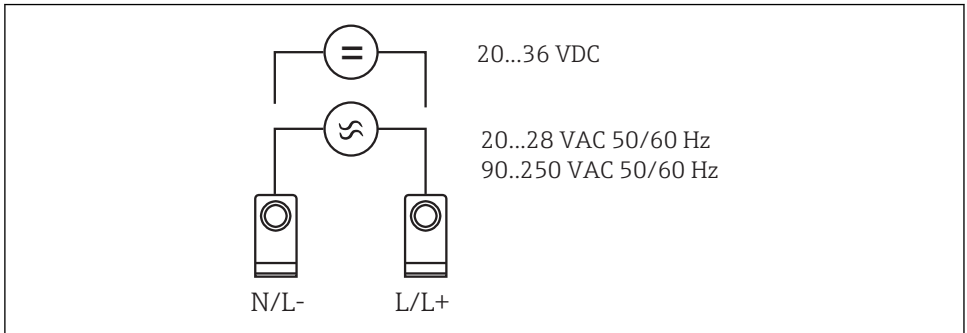 20...36 VDC
20...28 VAC 50/60 Hz
90..250 VAC 50/60 Hz
N/L- L/L+